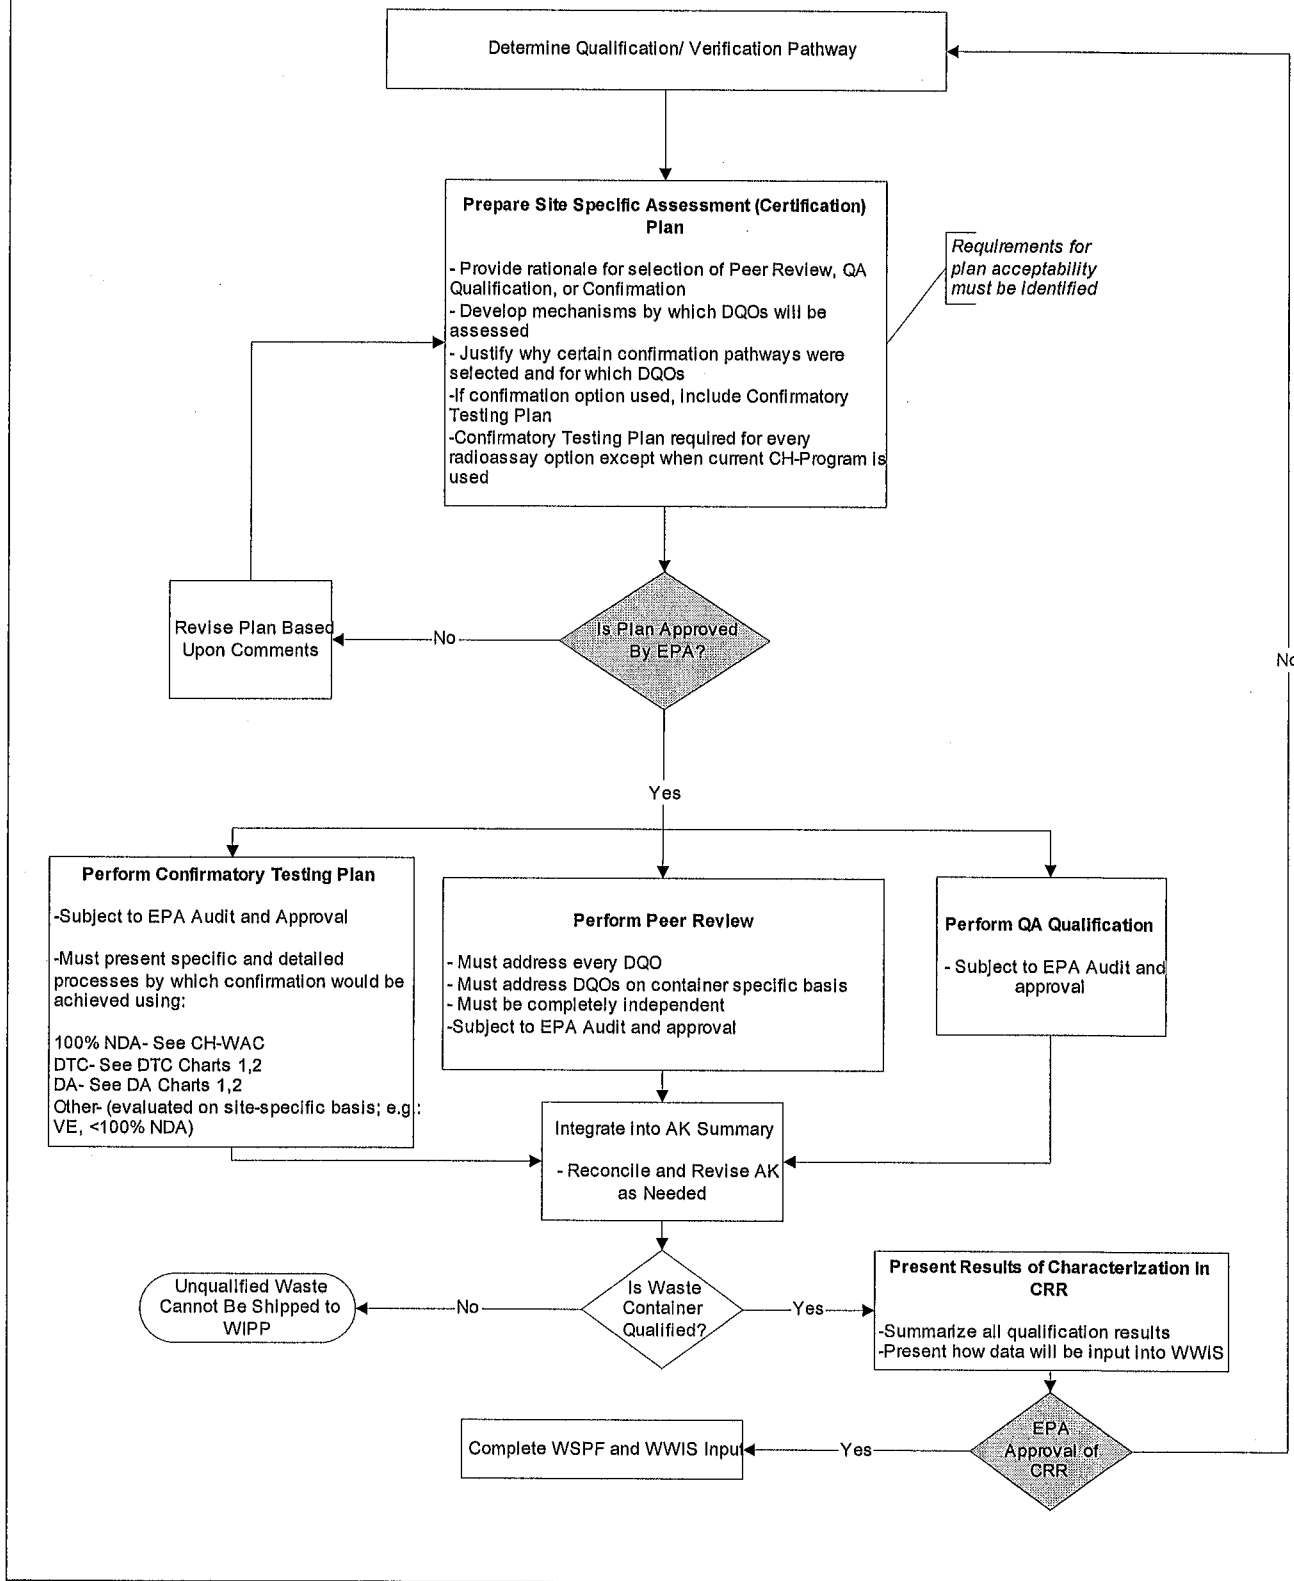 Determine Qualification/ Verification Pathway
Prepare Site Specific Assessment (Certification)
Plan
- Provide rationale for selection of Peer Review, QA
Qualification, or Confirmation
- Develop mechanisms by which DQOs will be
assessed
- Justify why certain confirmation pathways were
selected and for which DQOs
-If confirmation option used, include Confirmatory
Testing Plan
-Confirmatory Testing Plan required for every
radioassay option except when current CH-Program is
used
Requirements for
plan acceptability
must be identified
Revise Plan Based
Upon Comments
No
Is Plan Approved
By EPA?
No
Yes
Perform Confirmatory Testing Plan
-Subject to EPA Audit and Approval
-Must present specific and detailed
processes by which confirmation would be
achieved using:
100% NDA- See CH-WAC
DTC- See DTC Charts 1,2
DA- See DA Charts 1,2
Other- (evaluated on site-specific basis; e.g.:
VE, <100% NDA)
Perform Peer Review
- Must address every DQO
- Must address DQOs on container specific basis
- Must be completely independent
-Subject to EPA Audit and approval
Perform QA Qualification
- Subject to EPA Audit and
approval
Integrate into AK Summary
- Reconcile and Revise AK
as Needed
Unqualified Waste
Cannot Be Shipped to
WIPP
No
Is Waste
Container
Qualified?
Yes
Present Results of Characterization in
CRR
-Summarize all qualification results
-Present how data will be input into WWIS
Complete WSPF and WWIS Input
Yes
EPA
Approval of
CRR